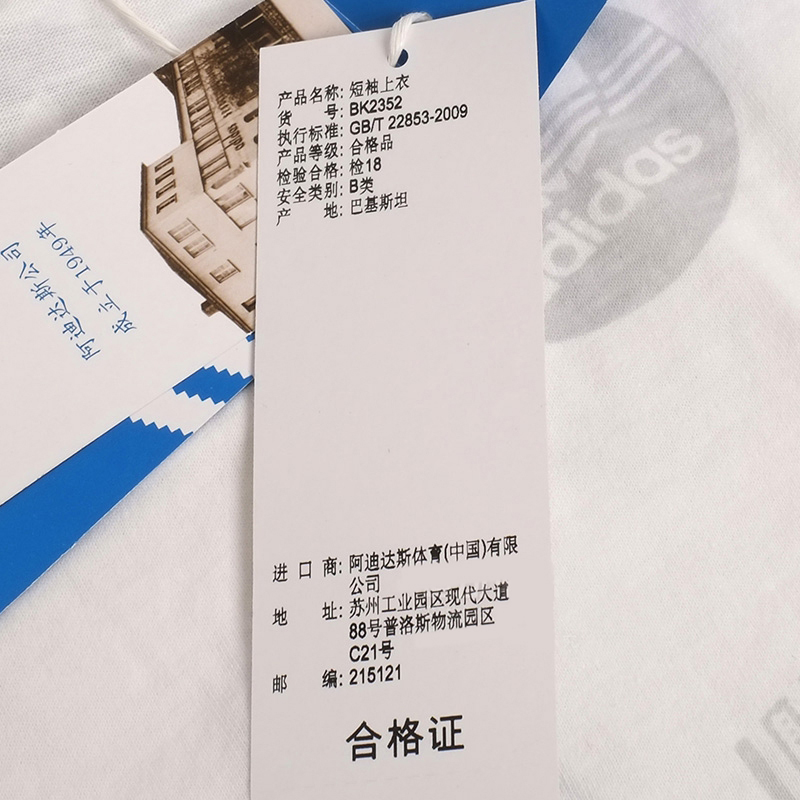 产品名称: 短袖上衣
货 号: BK2352
执行标准: GB/T 22853-2009
产品等级: 合格品
检验合格: 检18
安全类别: B类
产 地: 巴基斯坦
进 口 商: 阿迪达斯体育(中国)有限
公司
地 址: 苏州工业园区现代大道
88号普洛斯物流园区
C21号
邮 编: 215121
合格证
阿迪达斯公司
成立于1949年
adidas